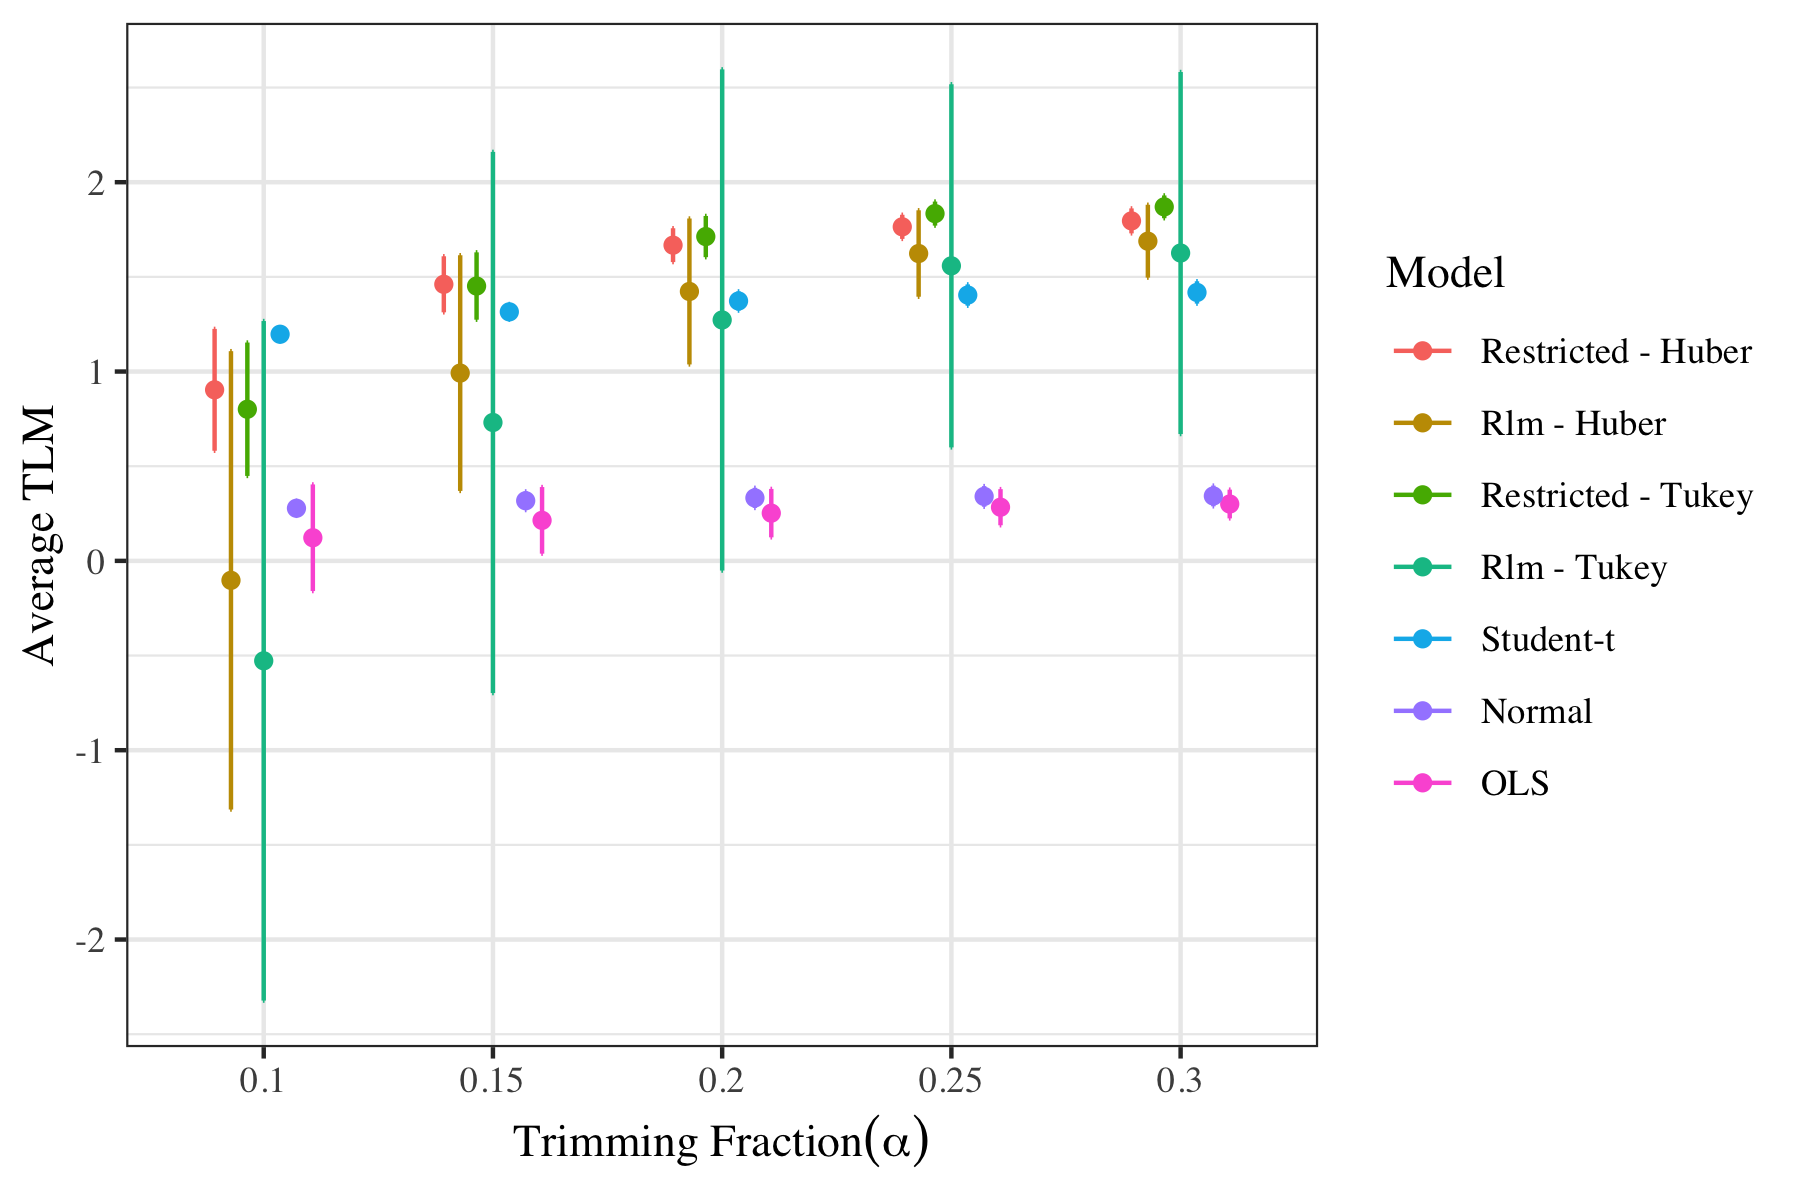 Average TLM
2
1
0
-1
-2
0.1 0.15 0.2 0.25 0.3
Trimming Fraction(α)
Model
Restricted - Huber
Rlm - Huber
Restricted - Tukey
Rlm - Tukey
Student-t
Normal
OLS